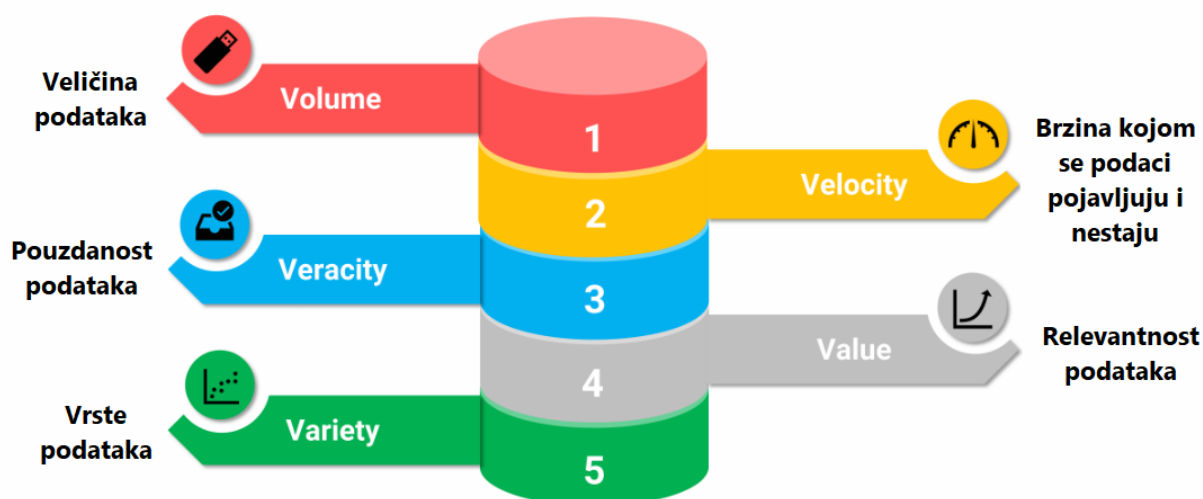 Veličina
podataka
Volume
1
Brzina kojom
se podaci
pojavljuju i
nestaju
Velocity
2
Pouzdanost
podataka
Veracity
3
Relevantnost
podataka
Value
4
Vrste
podataka
Variety
5